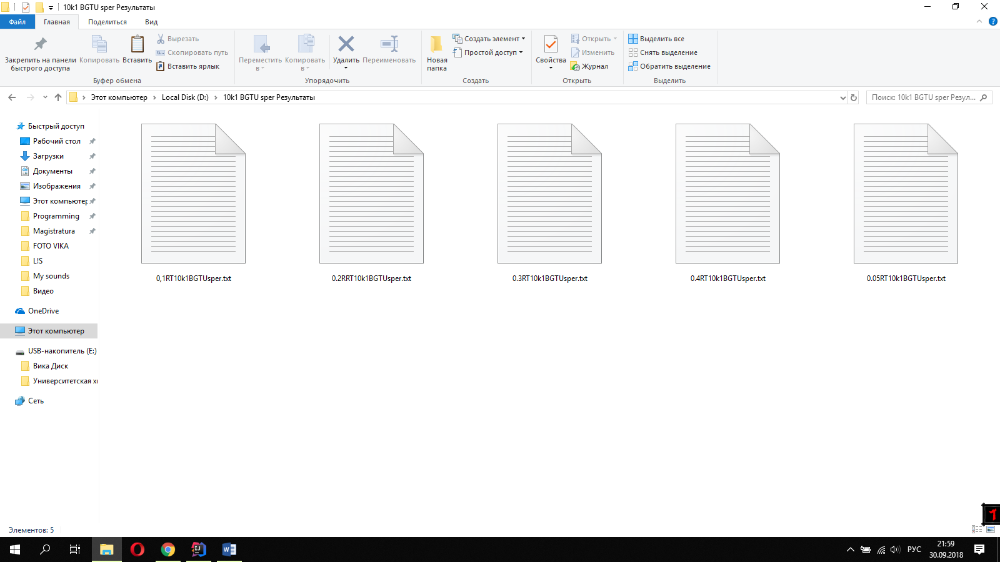 10k1 BGTU sper Результаты
Файл
Главная
Поделиться
Вид
Закрепить на панели
быстрого доступа
Копировать
Вставить
Вырезать
Скопировать путь
Вставить ярлык
Буфер обмена
Переместить
в
Копировать
в
Удалить
Переименовать
Упорядочить
Новая
папка
Создать элемент
Простой доступ
Создать
Свойства
Открыть
Изменить
Журнал
Открыть
Выделить все
Снять выделение
Обратить выделение
Выделить
Этот компьютер
Local Disk (D:)
10k1 BGTU sper Результаты
Поиск: 10k1 BGTU sper Резул...
Быстрый доступ
Рабочий стол
Загрузки
Документы
Изображения
Этот компьютер
Programming
Magistratura
FOTO VIKA
L!S
My sounds
Видео
OneDrive
Этот компьютер
USB-накопитель (E:)
Вика Диск
Университетская
Сеть
0,1RT10k1BGTUsper.txt
0.2RRT10k1BGTUsper.txt
0.3RT10k1BGTUsper.txt
0.4RT10k1BGTUsper.txt
0.05RT10k1BGTUsper.txt
Элементов: 5
РУС
21:59
30.09.2018